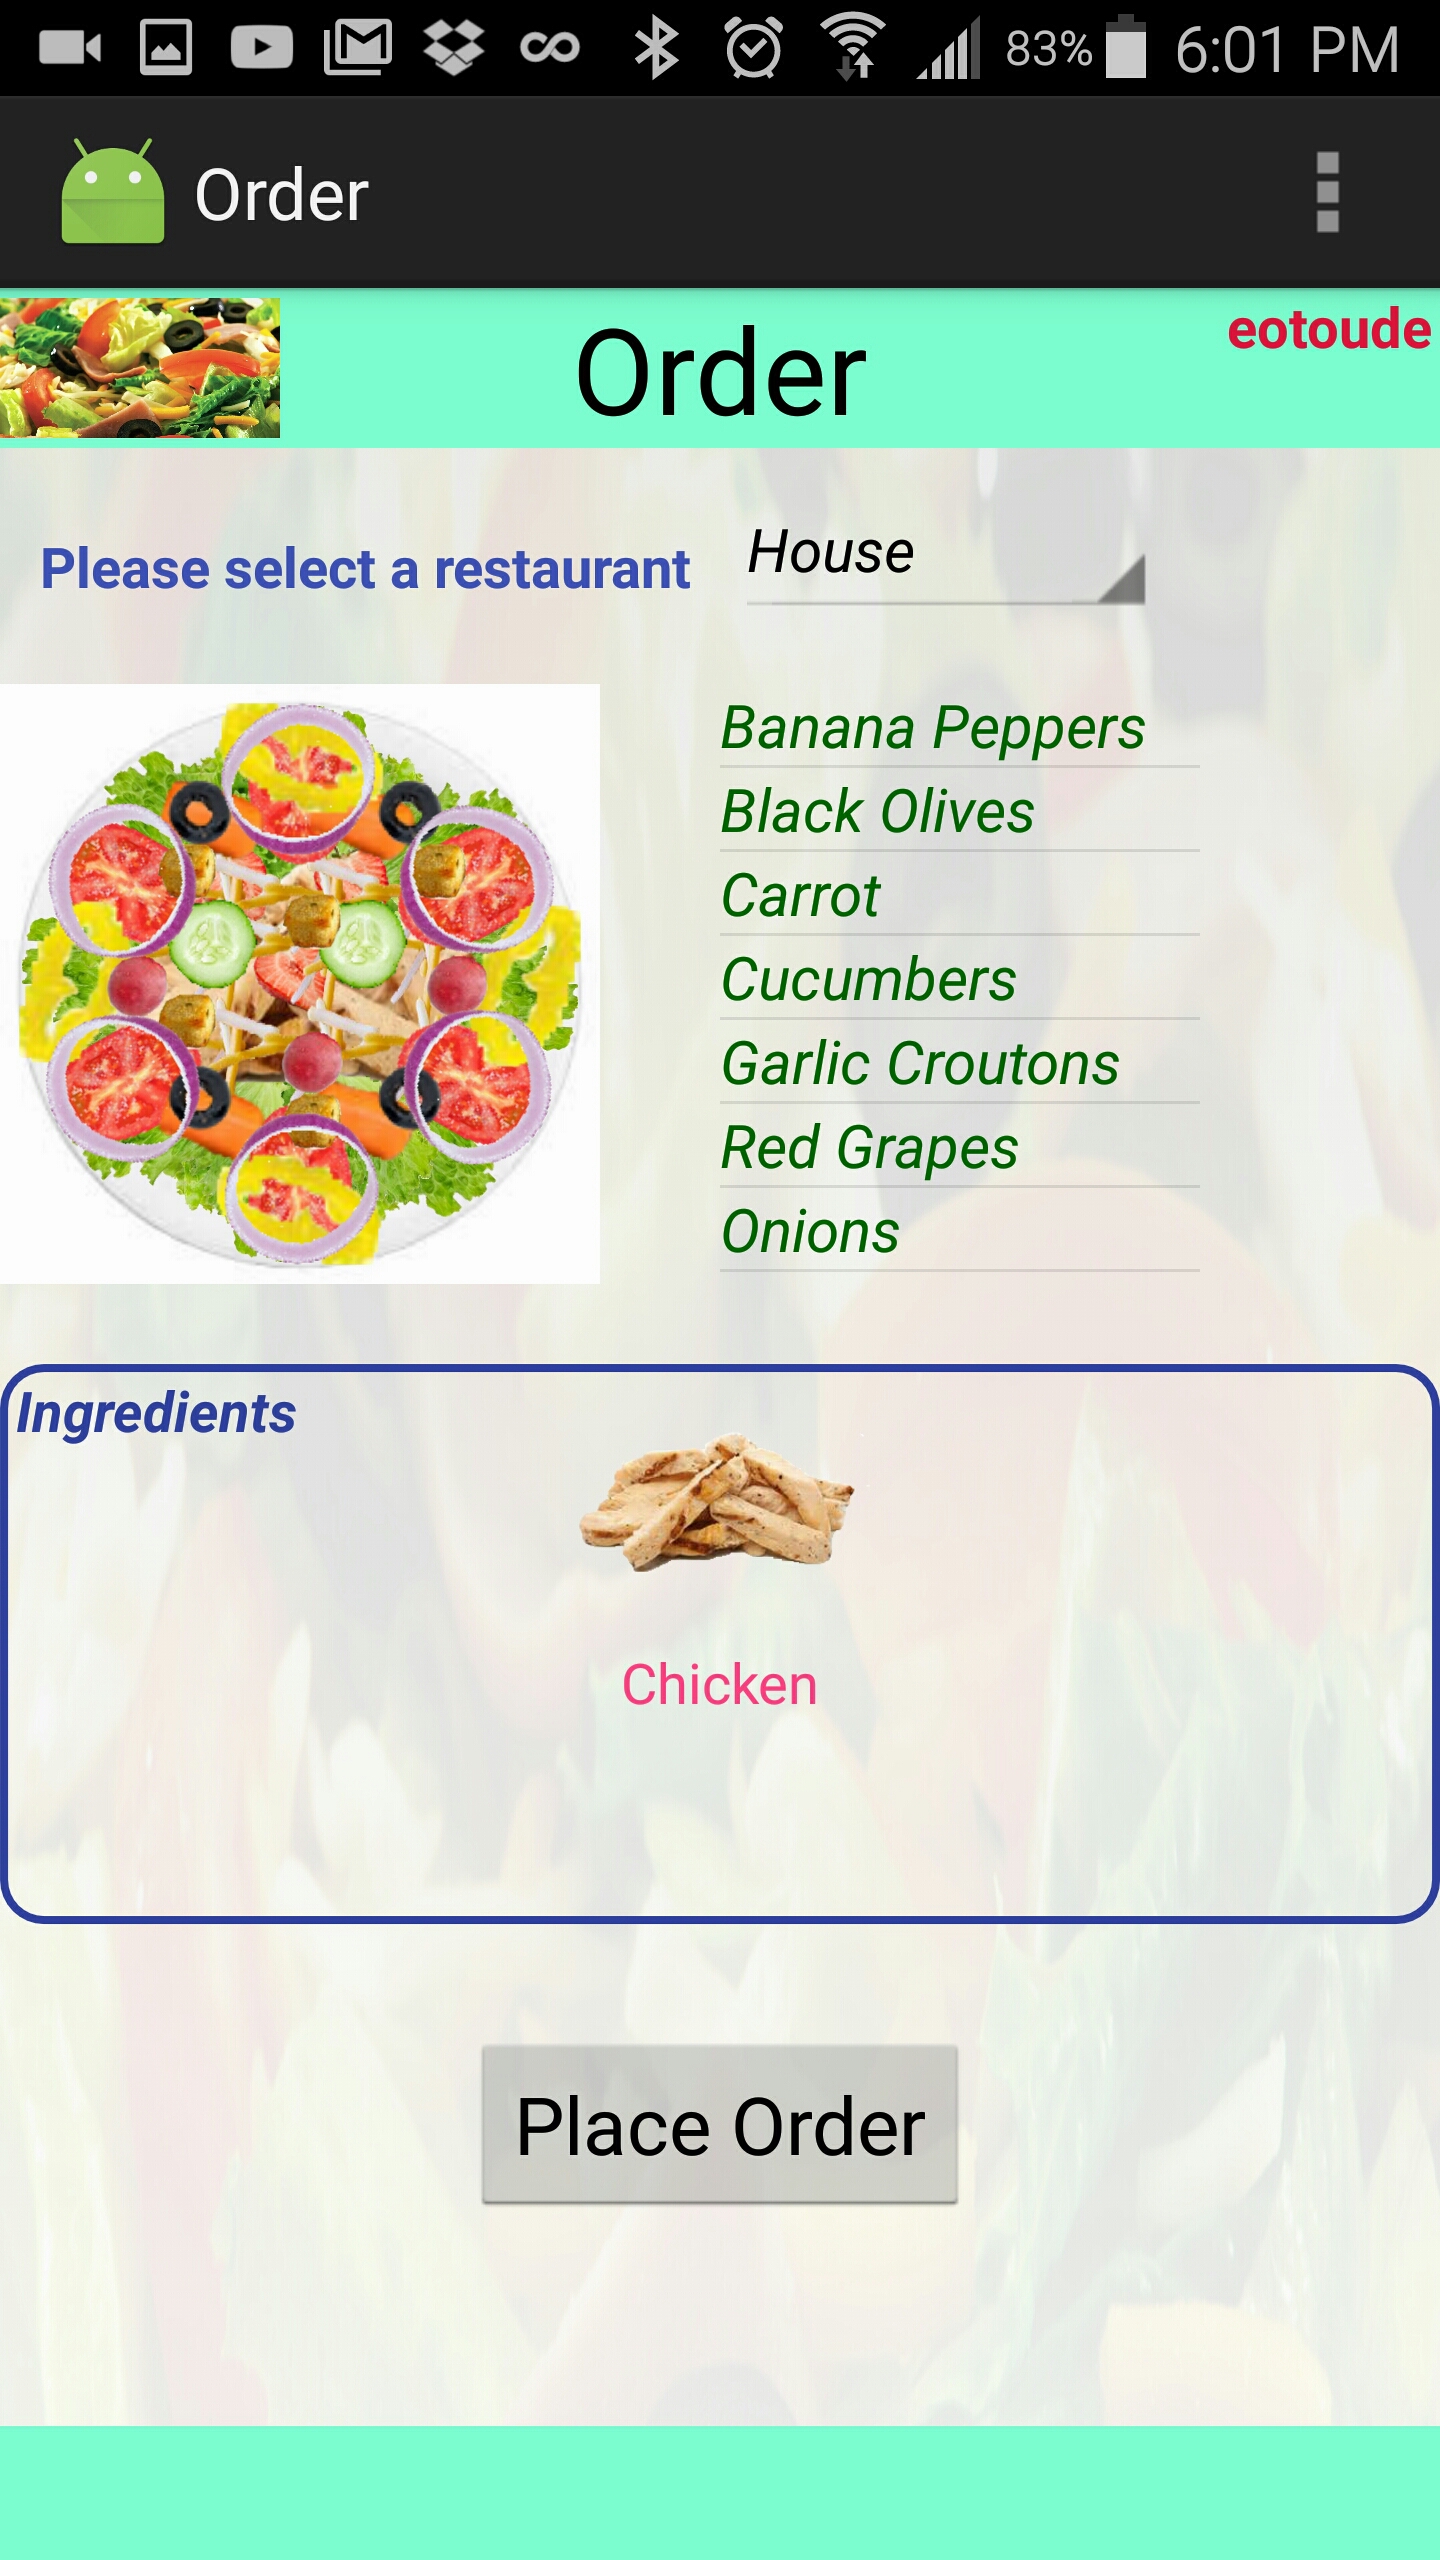 83% 6:01 PM
Order
Order
eotoude
Please select a restaurant
House
Banana Peppers
Black Olives
Carrot
Cucumbers
Garlic Croutons
Red Grapes
Onions
Ingredients
Chicken
Place Order